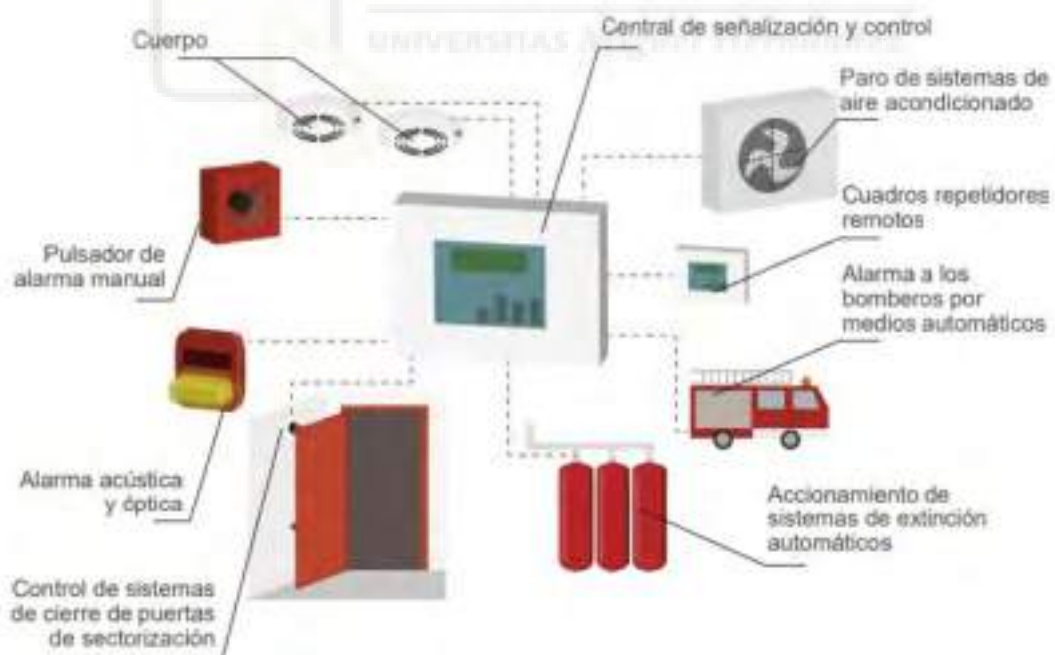 UNIVERSITAS
Cuerpo
Central de señalización y control
Paro de sistemas de
aire acondicionado
Cuadros repetidores
remotos
Pulsador de
alarma manual
Alarma a los
bomberos por
medios automáticos
Alarma acústica
y óptica
Accionamiento de
sistemas de extinción
automáticos
Control de sistemas
de cierre de puertas
de sectorización